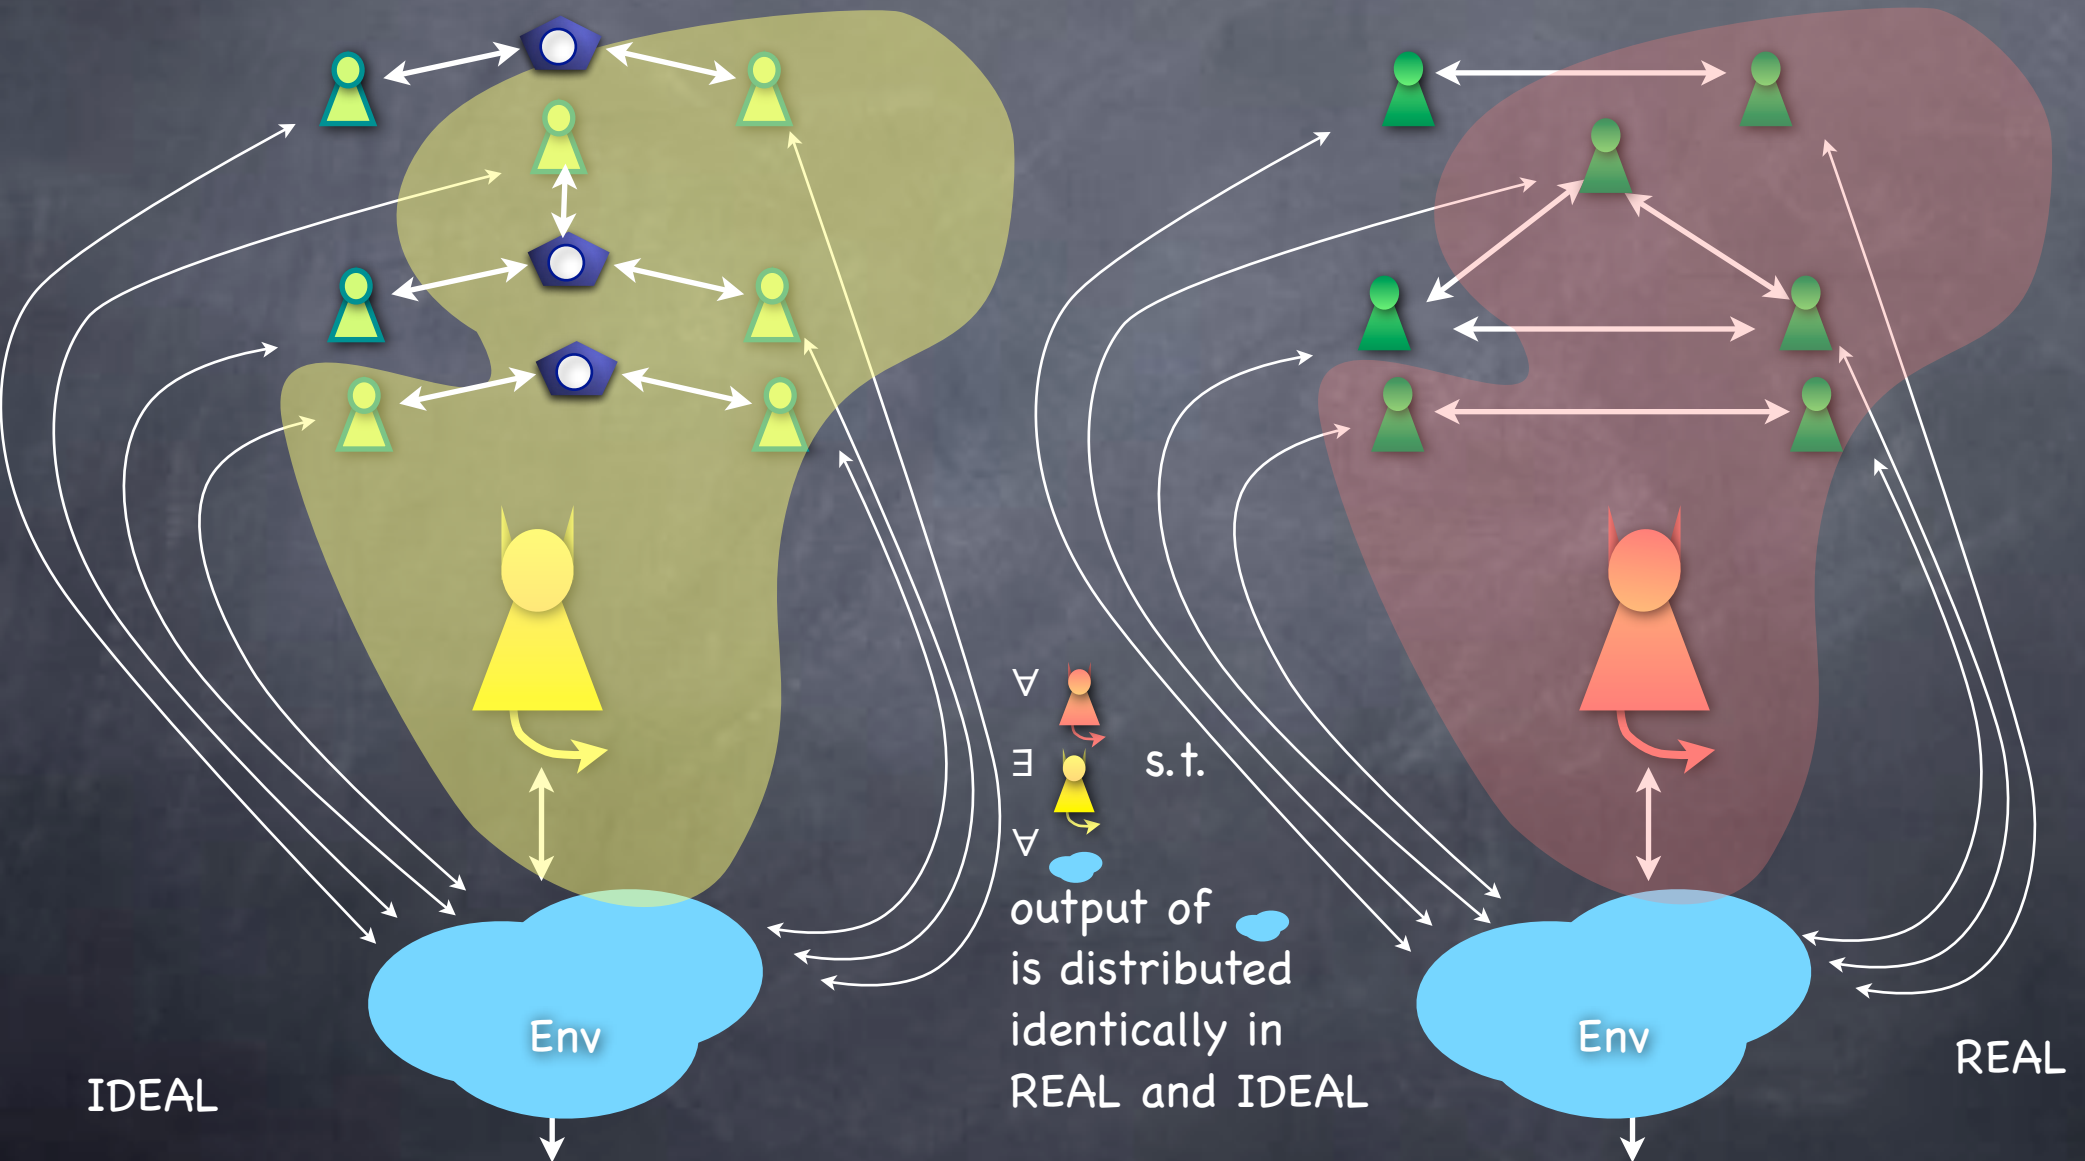 ∀
∃ s.t.
∀
output of
is distributed
identically in
REAL and IDEAL
Env
Env
IDEAL
REAL